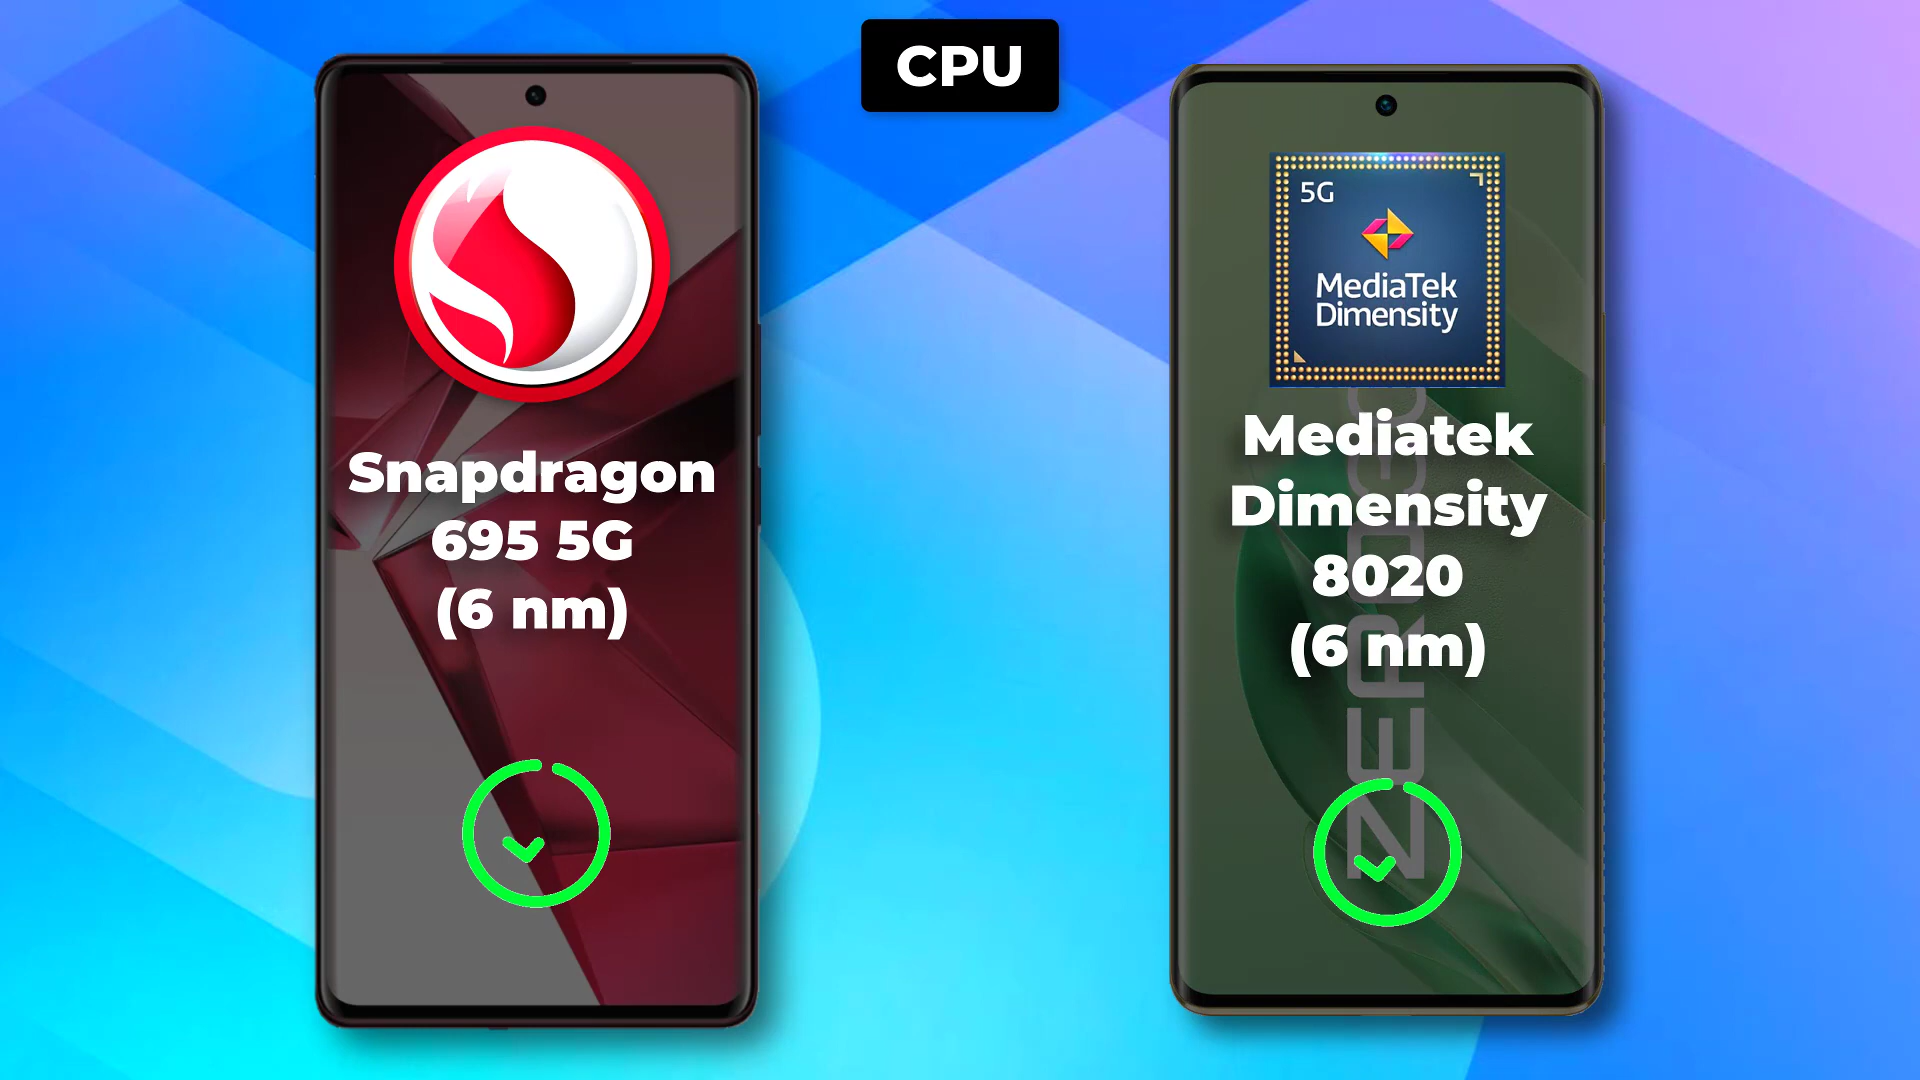 CPU
Snapdragon
695 5G
(6 nm)
5G
MediaTek
Dimensity
Mediatek
Dimensity
8020
(6 nm)